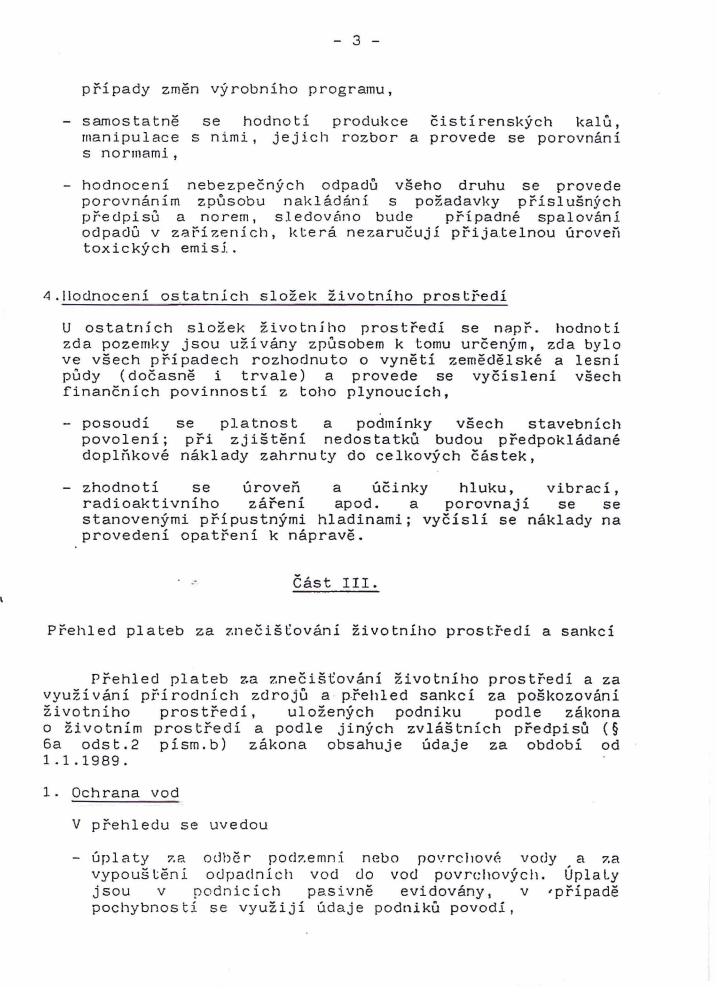 - 3 -
případy změn výrobního programu,
- samostatně se hodnotí produkce čistírenských kalů,
manipulace s nimi, jejich rozbor a provede se porovnání
s normami,
- hodnocení nebezpečných odpadů všeho druhu se provede
porovnáním způsobu nakládání s požadavky příslušných
předpisů a norem, sledováno bude případné spalování
odpadů v zařízeních, která nezaručují přijatelnou úroveň
toxických emisí.
4.Hodnocení ostatních složek životního prostředí
U ostatních složek životního prostředí se např. hodnotí
zda pozemky jsou užívány způsobem k tomu určeným, zda bylo
ve všech případech rozhodnuto o vynětí zemědělské a lesní
půdy (dočasně i trvale) a provede se vyčíslení všech
finančních povinností z toho plynoucích,
- posoudí se platnost a podmínky všech stavebních
povolení; při zjištění nedostatků budou předpokládané
doplňkové náklady zahrnuty do celkových částek,
- zhodnotí se úroveň a účinky hluku, vibrací,
radioaktivního záření apod. a porovnají se se
stanovenými přípustnými hladinami; vyčíslí se náklady na
provedení opatření k nápravě.
Část III.
Přehled plateb za znečišťování životního prostředí a sankcí
Přehled plateb za znečišťování životního prostředí a za
využívání přírodních zdrojů a přehled sankcí za poškozování
životního prostředí, uložených podniku podle zákona
o životním prostředí a podle jiných zvláštních předpisů (§
6a odst.2 písm.b) zákona obsahuje údaje za období od
1.1.1989.
1. Ochrana vod
V přehledu se uvedou
- úplaty za odběr podzemní nebo povrchové vody a za
vypouštění odpadních vod do vod povrchových. Úplaty
jsou v podnicích pasivně evidovány, v případě
pochybností se využijí údaje podniků povodí,